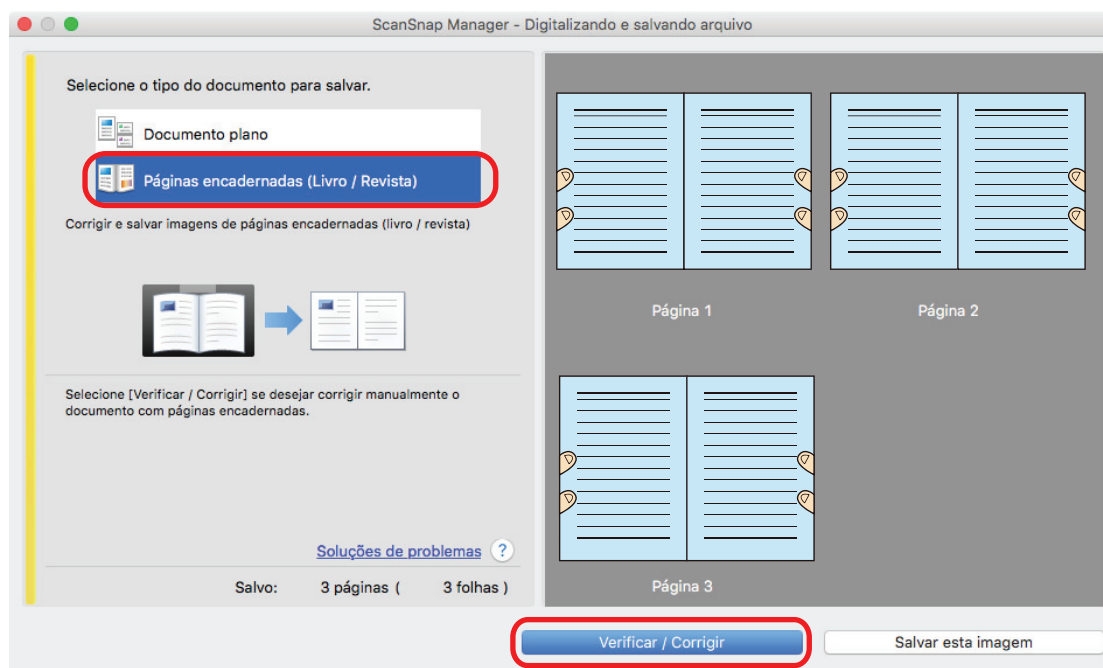 ScanSnap Manager - Digitalizando e salvando arquivo
Selecione o tipo do documento para salvar.
Documento plano
Páginas encadernadas (Livro / Revista)
Corrigir e salvar imagens de páginas encadernadas (livro / revista)
Selecione [Verificar / Corrigir] se desejar corrigir manualmente o
documento com páginas encadernadas.
Soluções de problemas ?
Salvo: 3 páginas ( 3 folhas )
Página 1
Página 2
Página 3
Verificar / Corrigir
Salvar esta imagem